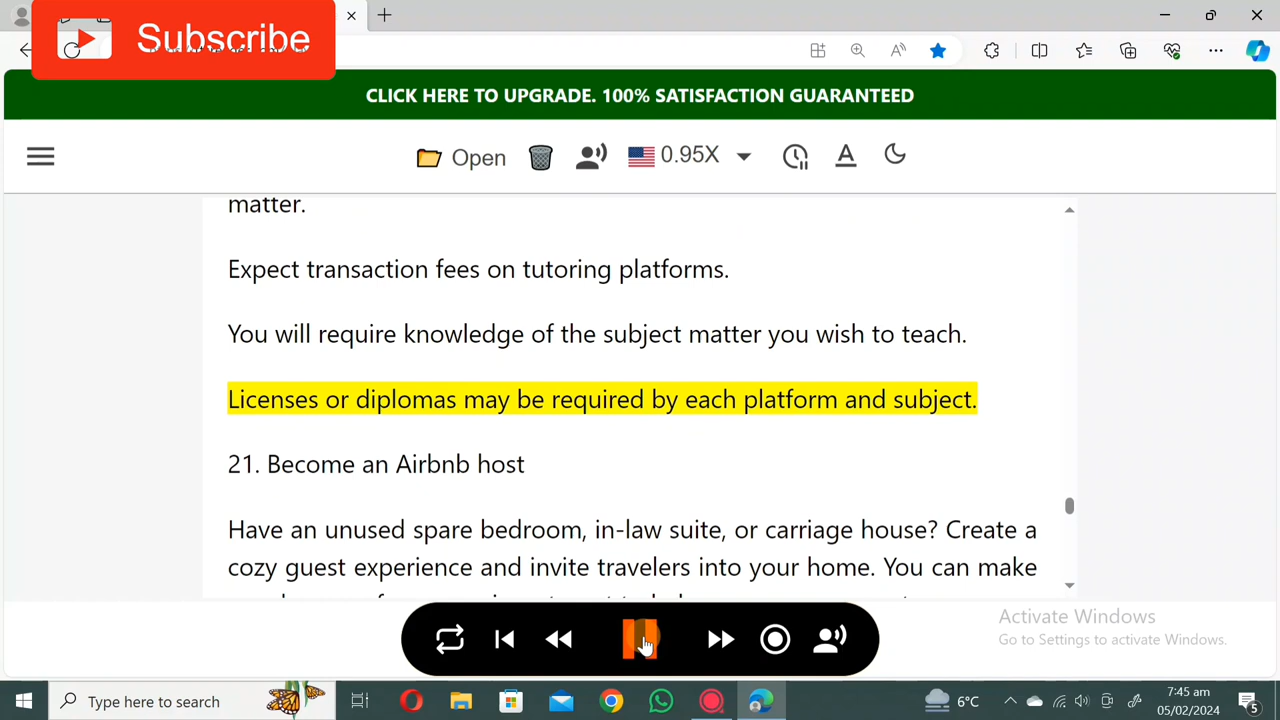 Subscribe
CLICK HERE TO UPGRADE. 100% SATISFACTION GUARANTEED
Open
0.95X
matter.
Expect transaction fees on tutoring platforms.
You will require knowledge of the subject matter you wish to teach.
Licenses or diplomas may be required by each platform and subject.
21. Become an Airbnb host
Have an unused spare bedroom, in-law suite, or carriage house? Create a
cozy guest experience and invite travelers into your home. You can make
Activate Windows
Go to Settings to activate Windows.
Type here to search
6°C
7:45 am
05/02/2024
5